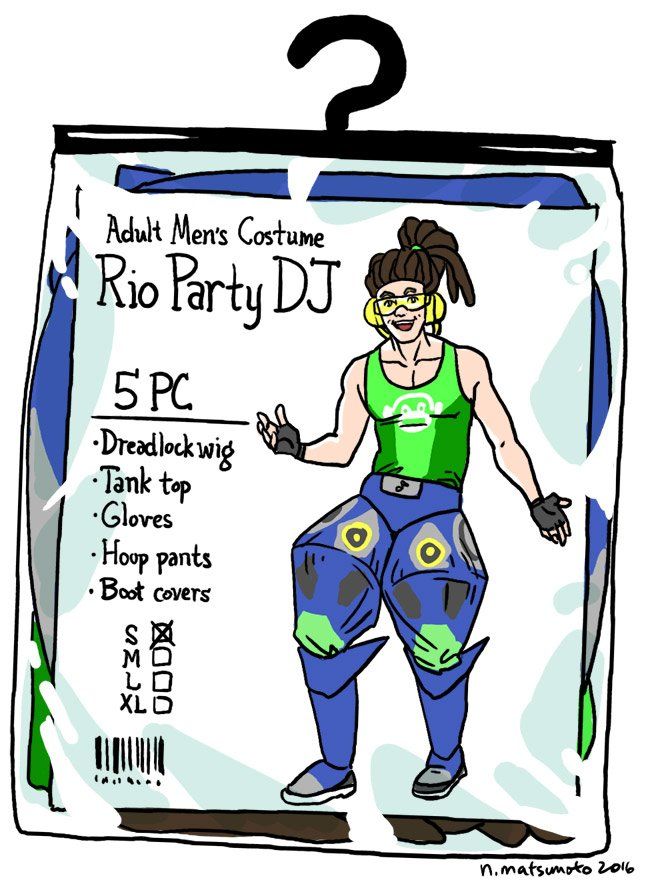 Adult Men's Costume
Rio Party DJ
5 PC
· Dreadlock wig
· Tank top
· Gloves
· Hoop pants
· Boot covers
S ☒
M ☐
L ☐
XL ☐
n.matsumoto 2016